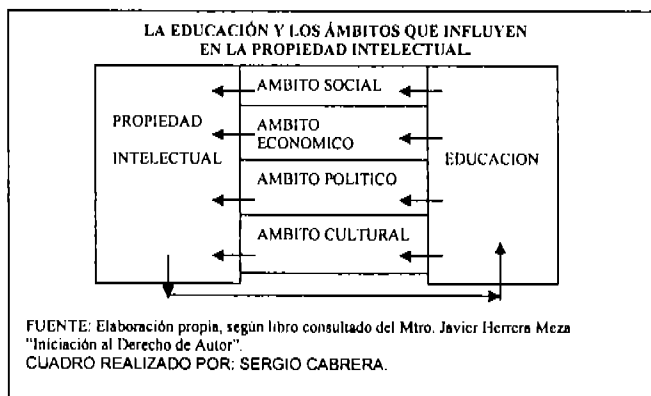 LA EDUCACIÓN Y LOS ÁMBITOS QUE INFLUYEN
EN LA PROPIEDAD INTELECTUAL.
PROPIEDAD
INTELECTUAL
AMBITO SOCIAL
AMBITO
ECONOMICO
AMBITO POLITICO
AMBITO CULTURAL
EDUCACION
FUENTE: Elaboración propia, según libro consultado del Mtro. Javier Herrera Meza
"Iniciación al Derecho de Autor".
CUADRO REALIZADO POR: SERGIO CABRERA.